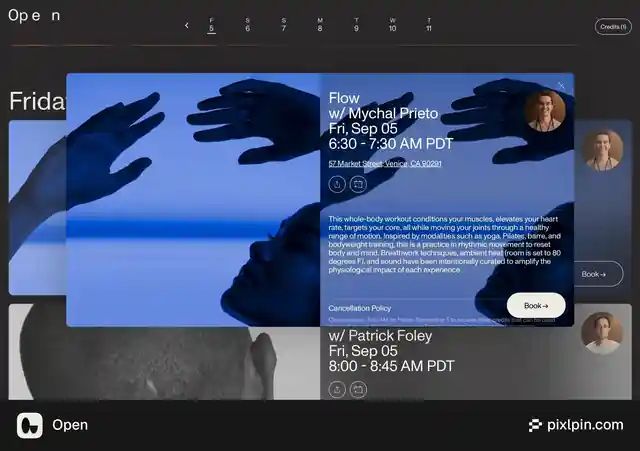 Open
F S S M T W T
5 6 7 8 9 10 11
Credits (1)
Frida
Flow
w/ Mychal Prieto
Fri, Sep 05
6:30 - 7:30 AM PDT
57 Market Street, Venice, CA 90291
This whole-body workout conditions your muscles, elevates your heart
rate, targets your core, all while moving your joints through a healthy
range of motion. Inspired by modalities such as yoga, Pilates, barre, and
bodyweight training, this is a practice in rhythmic movement to reset
body and mind. Breathwork techniques, ambient heat (room is set to 80
degrees F), and sound have been intentionally curated to amplify the
physiological impact of each experience
Book →
Cancellation Policy
Book →
w/ Patrick Foley
Fri, Sep 05
8:00 - 8:45 AM PDT
Open
pixlpin.com